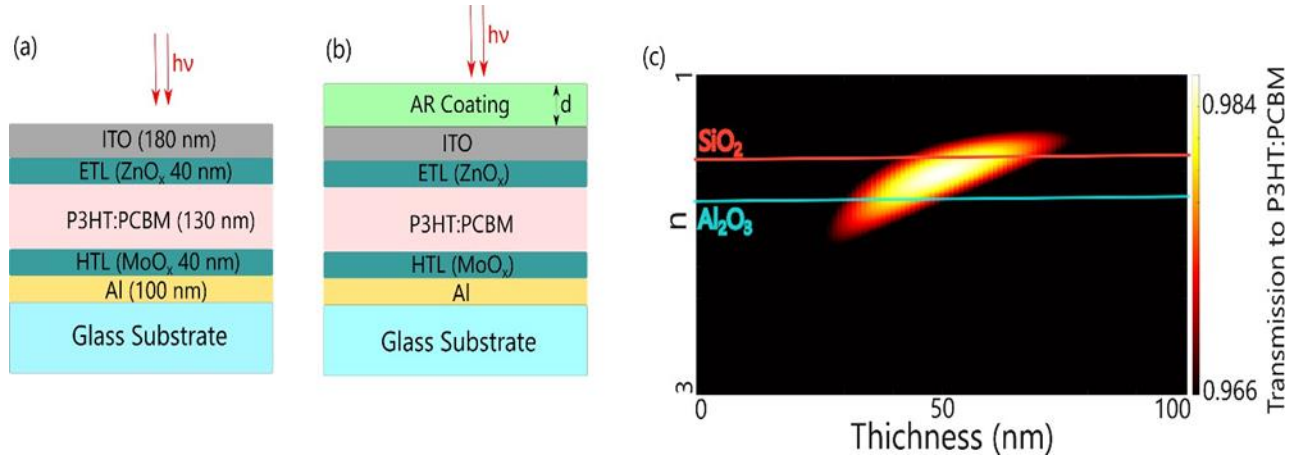 (a)
hν
ITO (180 nm)
ETL (ZnOₓ 40 nm)
P3HT:PCBM (130 nm)
HTL (MoOₓ 40 nm)
Al (100 nm)
Glass Substrate
(b)
hν
AR Coating
d
ITO
ETL (ZnOₓ)
P3HT:PCBM
HTL (MoOₓ)
Al
Glass Substrate
(c)
1
n
3
SiO₂
Al₂O₃
0
50
100
Thichness (nm)
0.984
0.966
Transmission to P3HT:PCBM